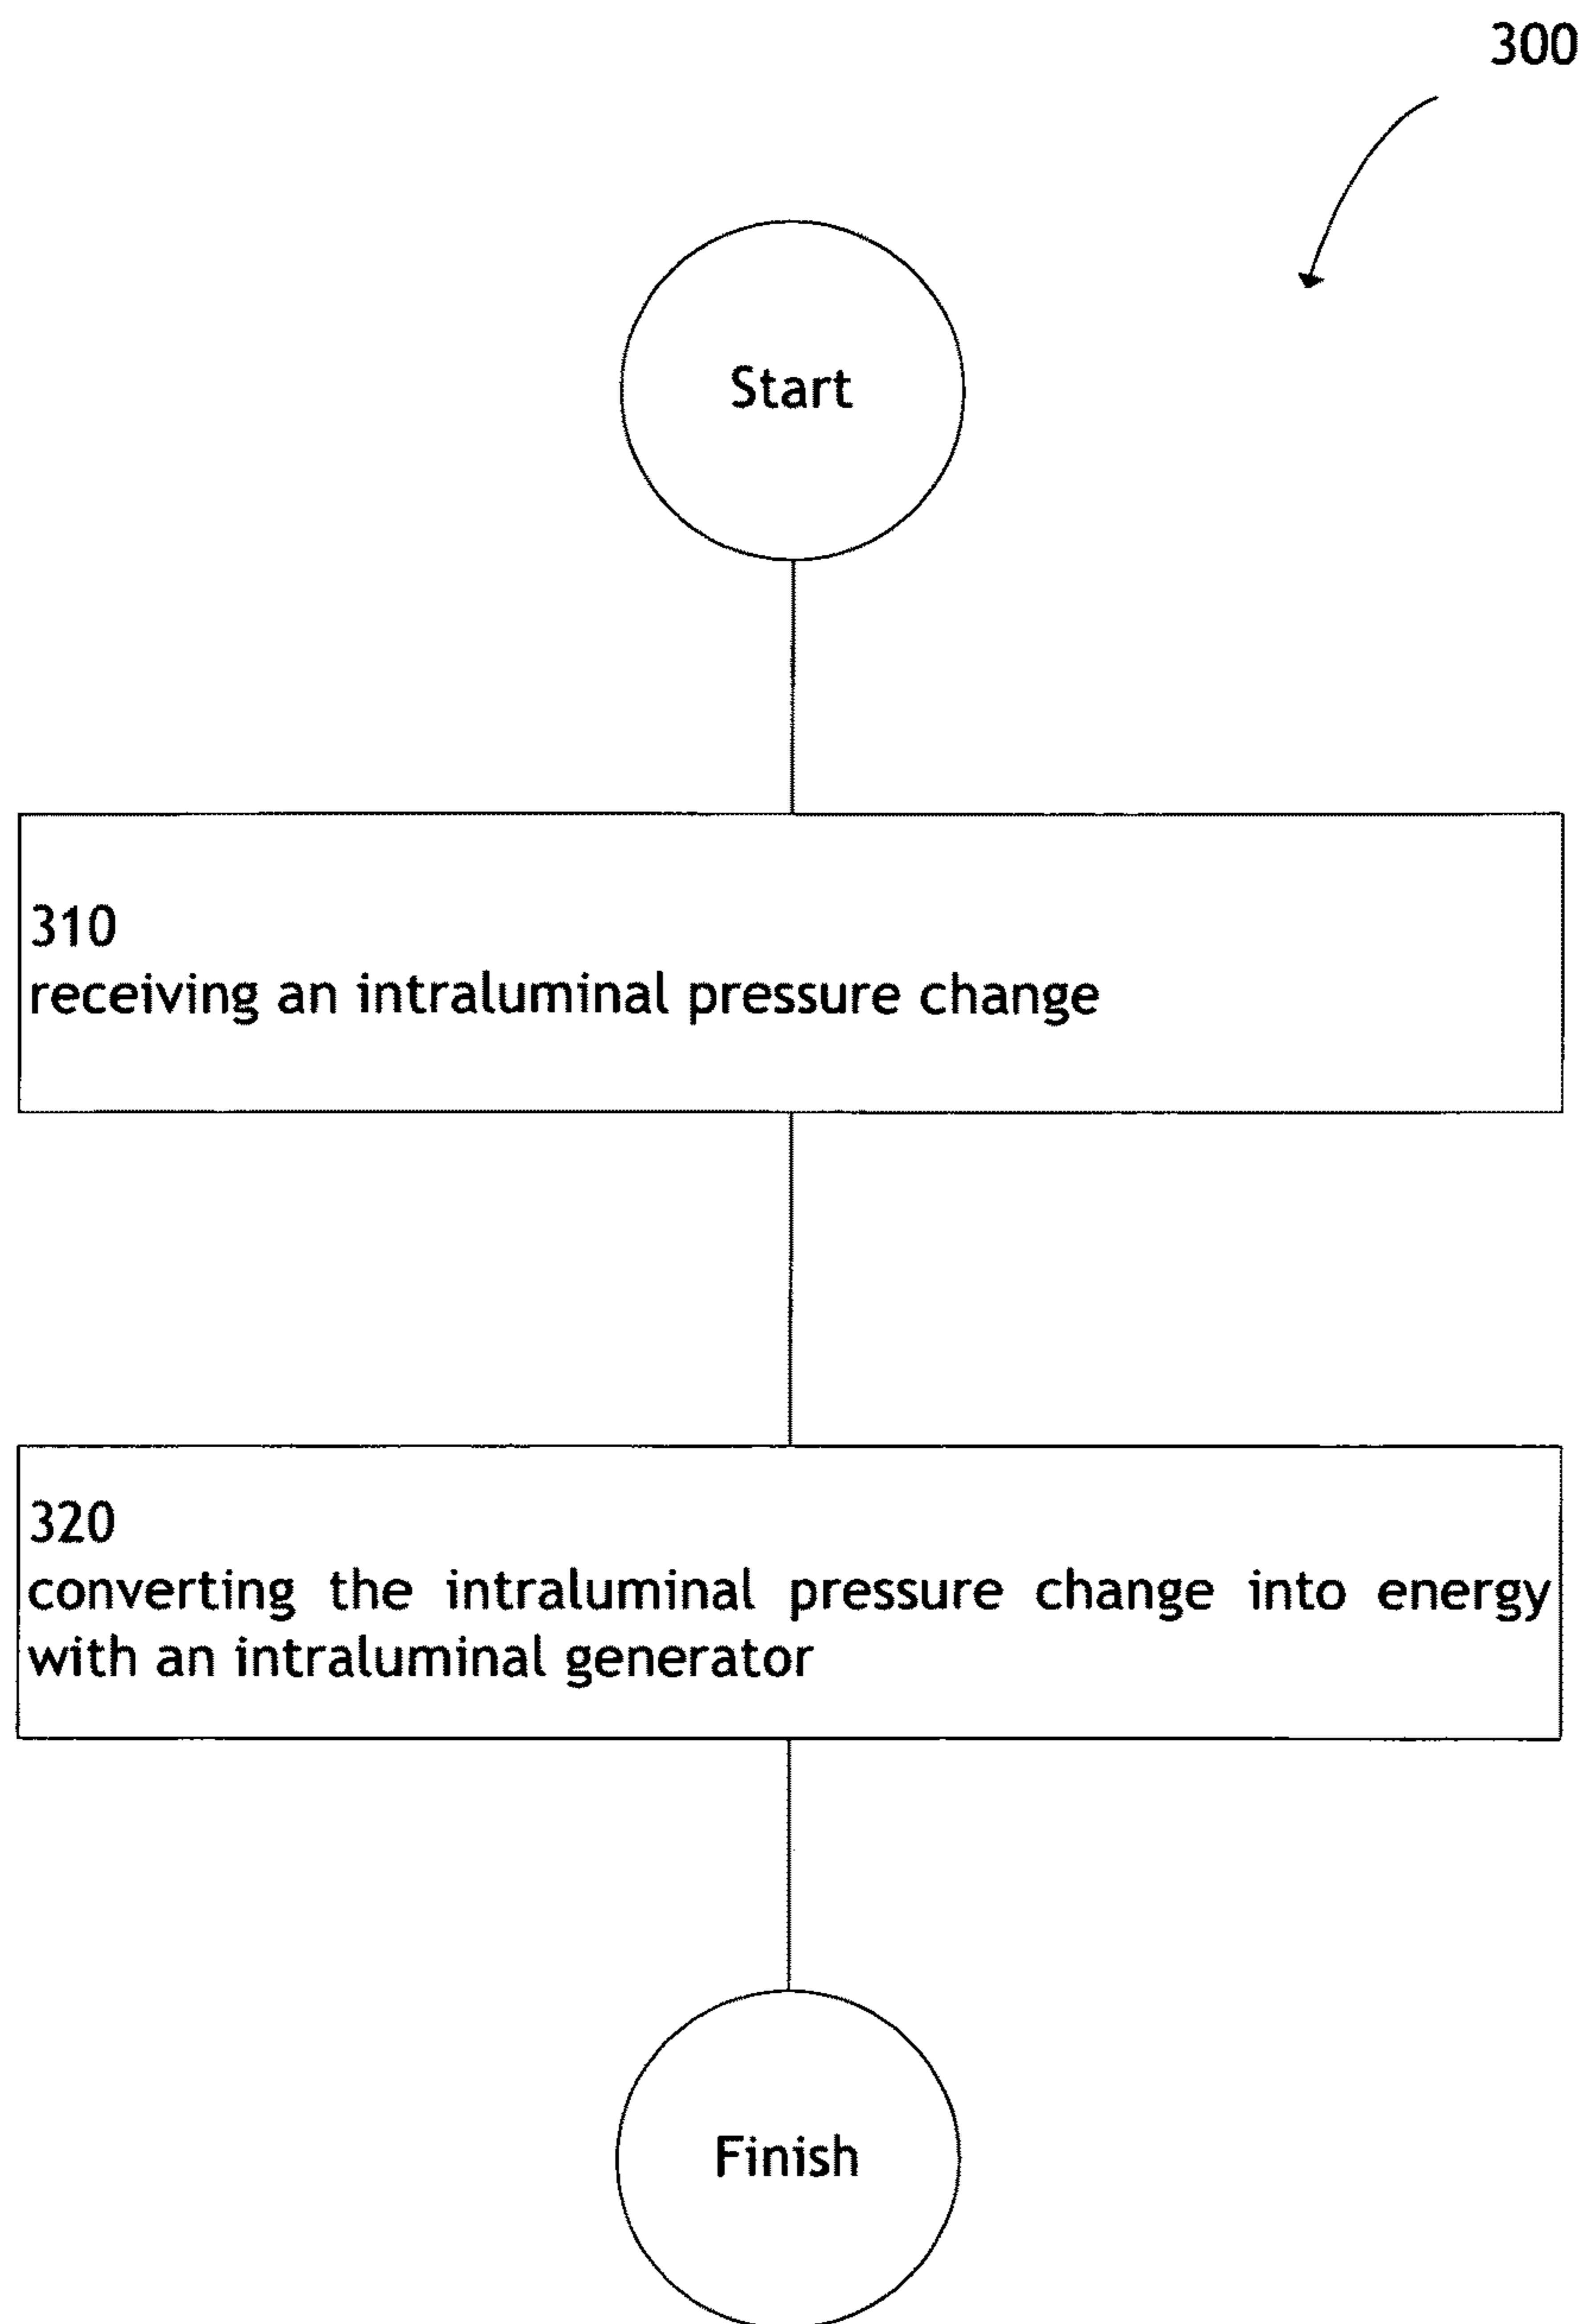 300
Start
310
receiving an intraluminal pressure change
320
converting the intraluminal pressure change into energy
with an intraluminal generator
Finish